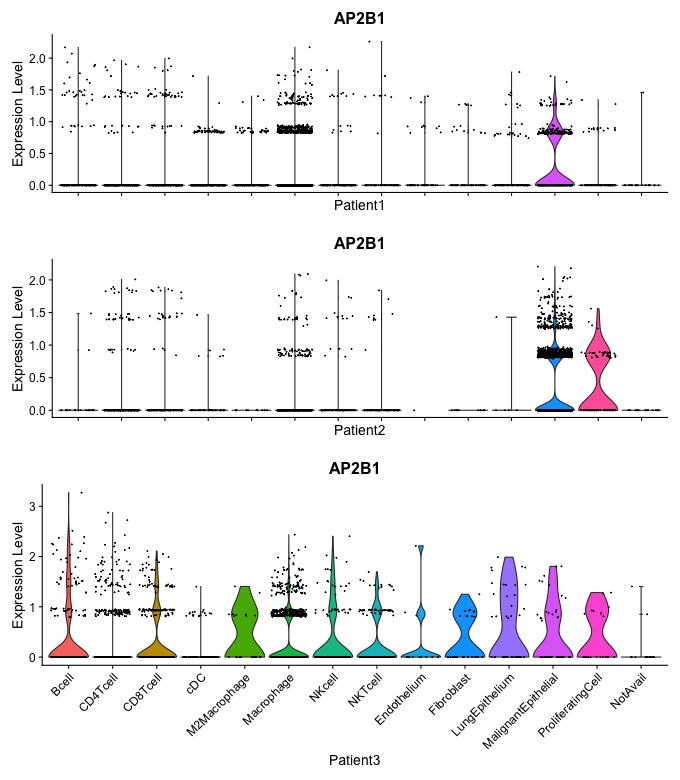 AP2B1
Expression Level
2.0
1.5
1.0
0.5
0.0
Patient1
AP2B1
Expression Level
2.0
1.5
1.0
0.5
0.0
Patient2
AP2B1
Expression Level
3
2
1
0
Bcell
CD4Tcell
CD8Tcell
cDC
M2Macrophage
Macrophage
NKcell
NKTcell
Endothelium
Fibroblast
LungEpithelium
MalignantEpithelial
ProliferatingCell
NotAvail
Patient3